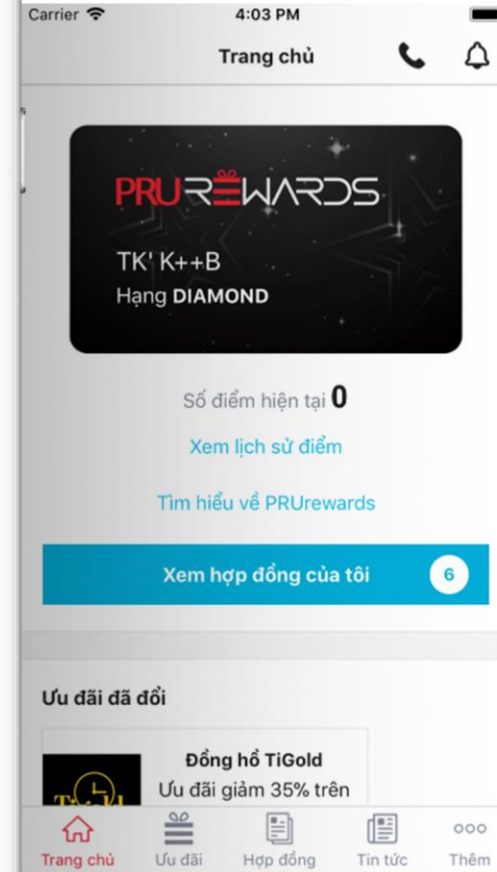 Carrier 4:03 PM
Trang chủ
PRUREWARDS
TK' K++B
Hạng DIAMOND
Số điểm hiện tại 0
Xem lịch sử điểm
Tìm hiểu về PRUrewards
Xem hợp đồng của tôi 6
Ưu đãi đã đổi
TiGold
Đồng hồ TiGold
Ưu đãi giảm 35% trên
Trang chủ Ưu đãi Hợp đồng Tin tức Thêm